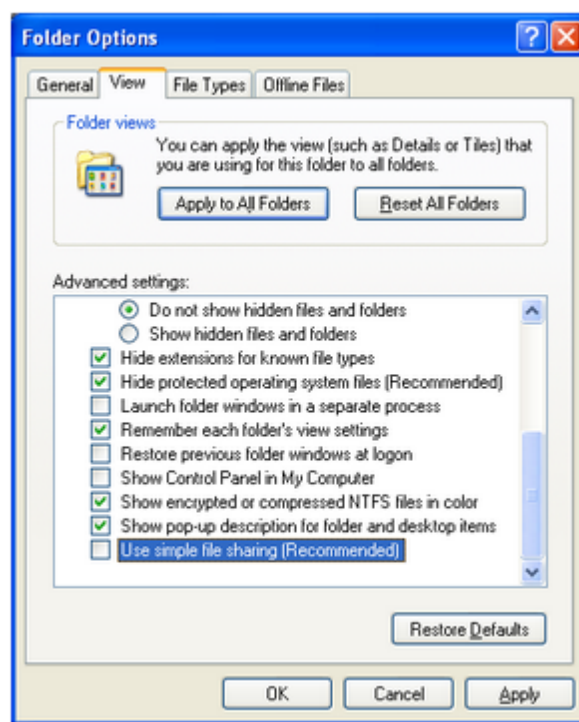 Folder Options
General View File Types Offline Files
Folder views
You can apply the view (such as Details or Tiles) that
you are using for this folder to all folders.
Apply to All Folders Reset All Folders
Advanced settings:
Do not show hidden files and folders
Show hidden files and folders
Hide extensions for known file types
Hide protected operating system files (Recommended)
Launch folder windows in a separate process
Remember each folder's view settings
Restore previous folder windows at logon
Show Control Panel in My Computer
Show encrypted or compressed NTFS files in color
Show pop-up description for folder and desktop items
Use simple file sharing (Recommended)
Restore Defaults
OK Cancel Apply